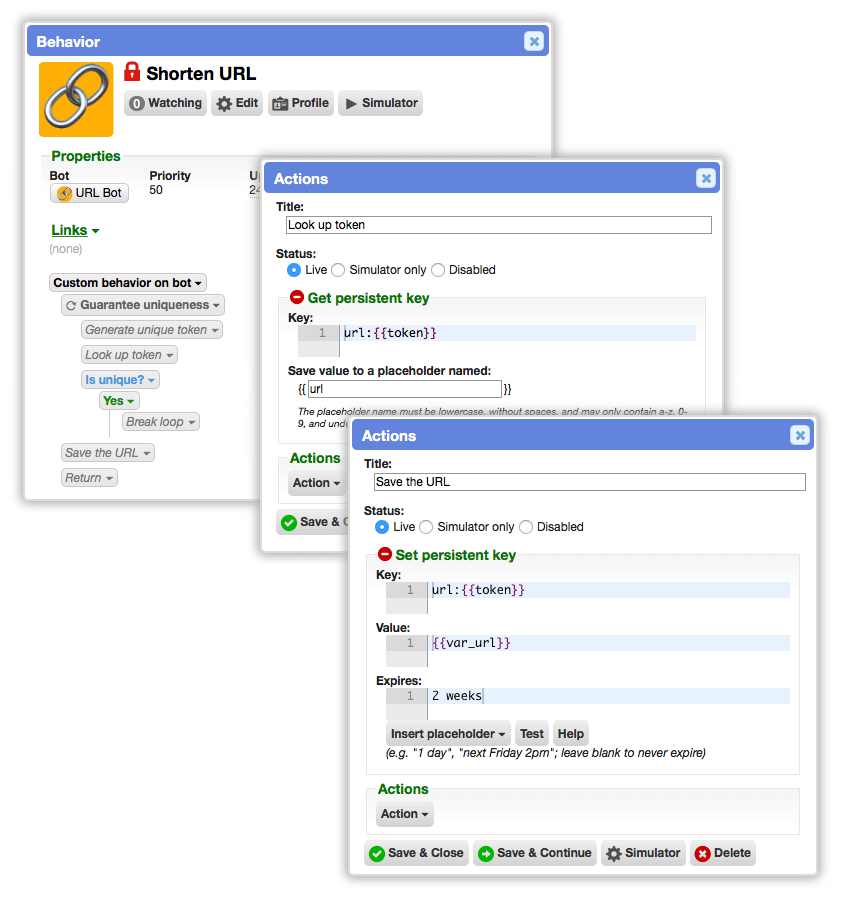 Behavior
Shorten URL
0 Watching Edit Profile Simulator
Properties
Bot Priority
URL Bot 50
Links
(none)
Custom behavior on bot
Guarantee uniqueness
Generate unique token
Look up token
Is unique?
Yes
Break loop
Save the URL
Return
Actions
Title:
Look up token
Status:
Live Simulator only Disabled
Get persistent key
Key:
1 url:{{token}}
Save value to a placeholder named:
{{ url }}
The placeholder name must be lowercase, without spaces, and may only contain a-z, 0-
9, and
Actions
Action
Save &
Actions
Title:
Save the URL
Status:
Live Simulator only Disabled
Set persistent key
Key:
1 url:{{token}}
Value:
1 {{var_url}}
Expires:
1 2 weeks
Insert placeholder Test Help
(e.g. "1 day", "next Friday 2pm"; leave blank to never expire)
Actions
Action
Save & Close Save & Continue Simulator Delete